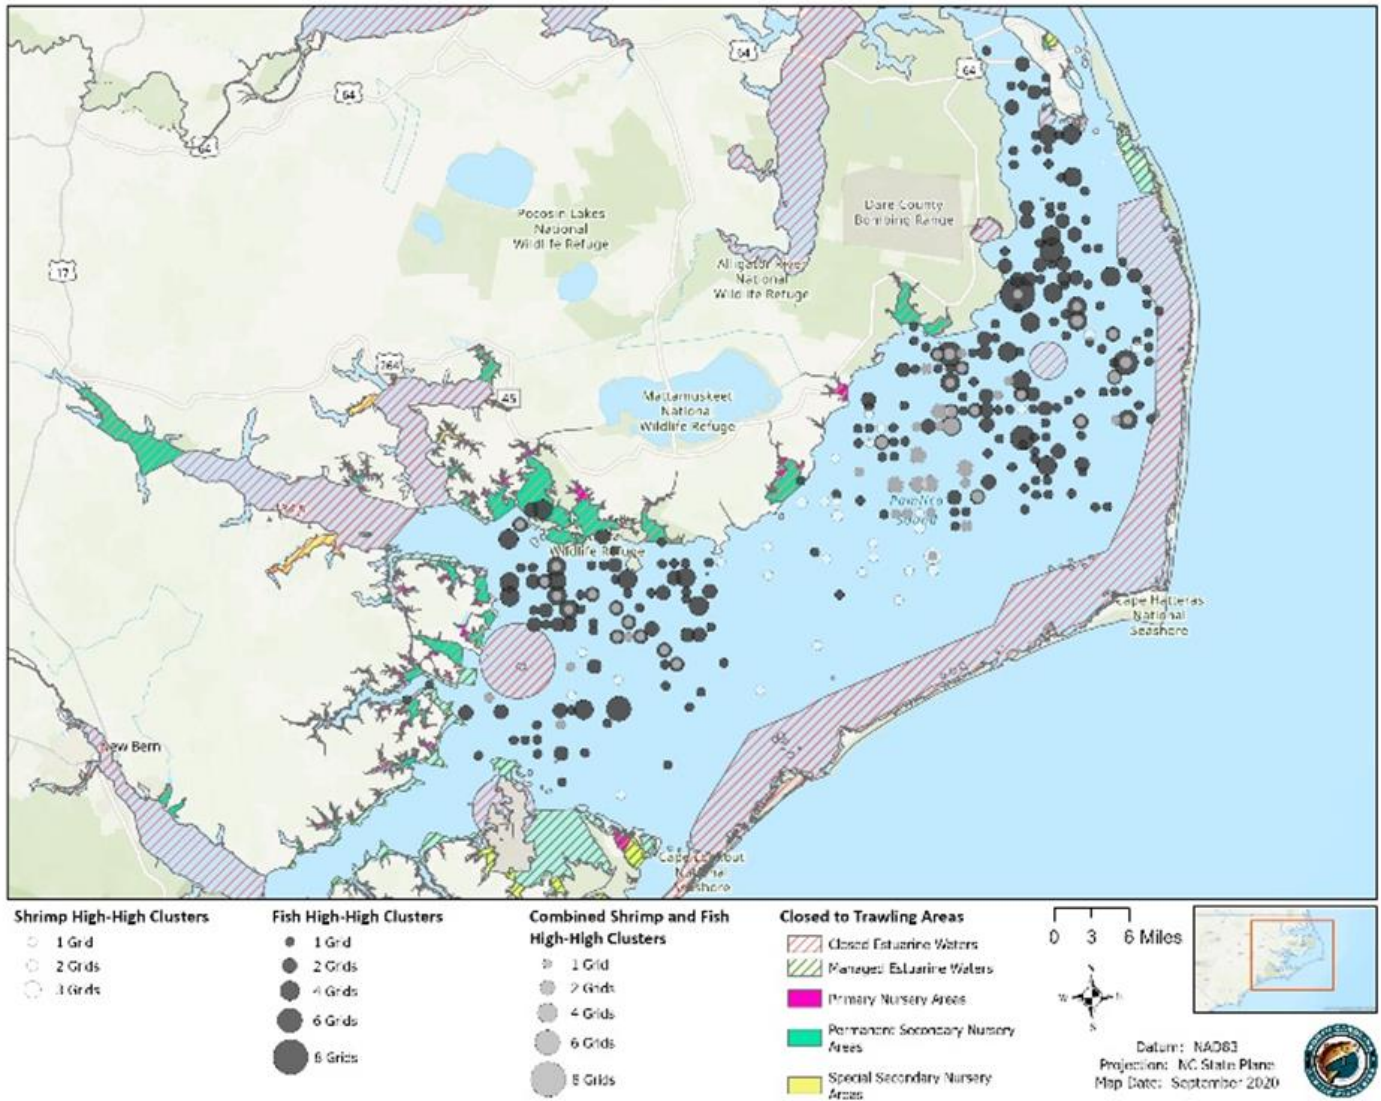 64
64
64
64
Pocosin Lakes
National
Wildlife Refuge
Dare County
Bombing Range
17
Alligator River
National
Wildlife Refuge
264
45
Mattamuskeet
National
Wildlife Refuge
Pamlico
Sound
Wildlife Refuge
Cape Hatteras
National
Seashore
New Bern
Cape Lookout
National
Seashore
Shrimp High-High Clusters
1 Grid
2 Grids
3 Grids
Fish High-High Clusters
1 Grid
2 Grids
4 Grids
6 Grids
8 Grids
Combined Shrimp and Fish
High-High Clusters
1 Grid
2 Grids
4 Grids
6 Grids
8 Grids
Closed to Trawling Areas
Closed Estuarine Waters
Managed Estuarine Waters
Primary Nursery Areas
Permanent Secondary Nursery
Areas
Special Secondary Nursery
Areas
0 3 6 Miles
N
W
S
Datum: NAD83
Projection: NC State Plane
Map Date: September 2020